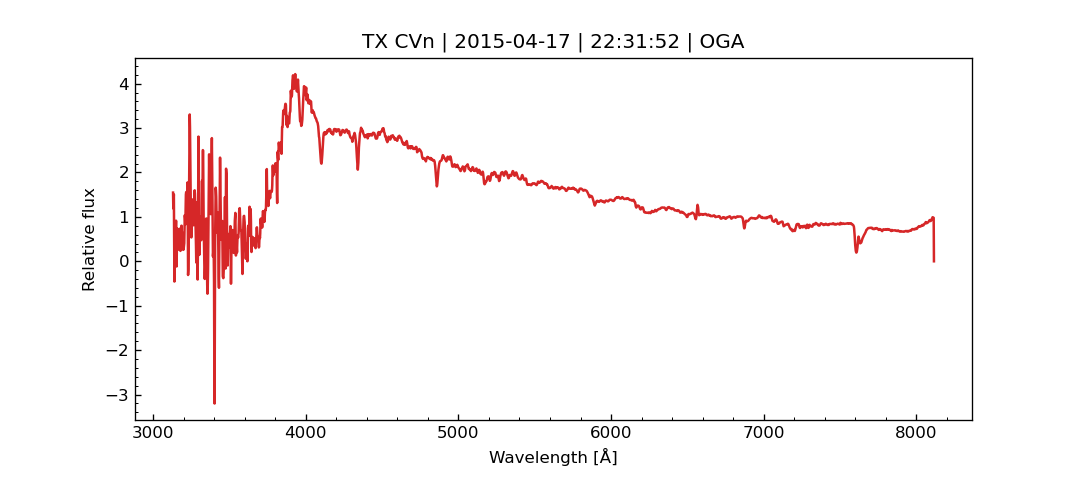 TX CVn | 2015-04-17 | 22:31:52 | OGA
4
3
2
1
0
−1
−2
−3
Relative flux
3000 4000 5000 6000 7000 8000
Wavelength [Å]